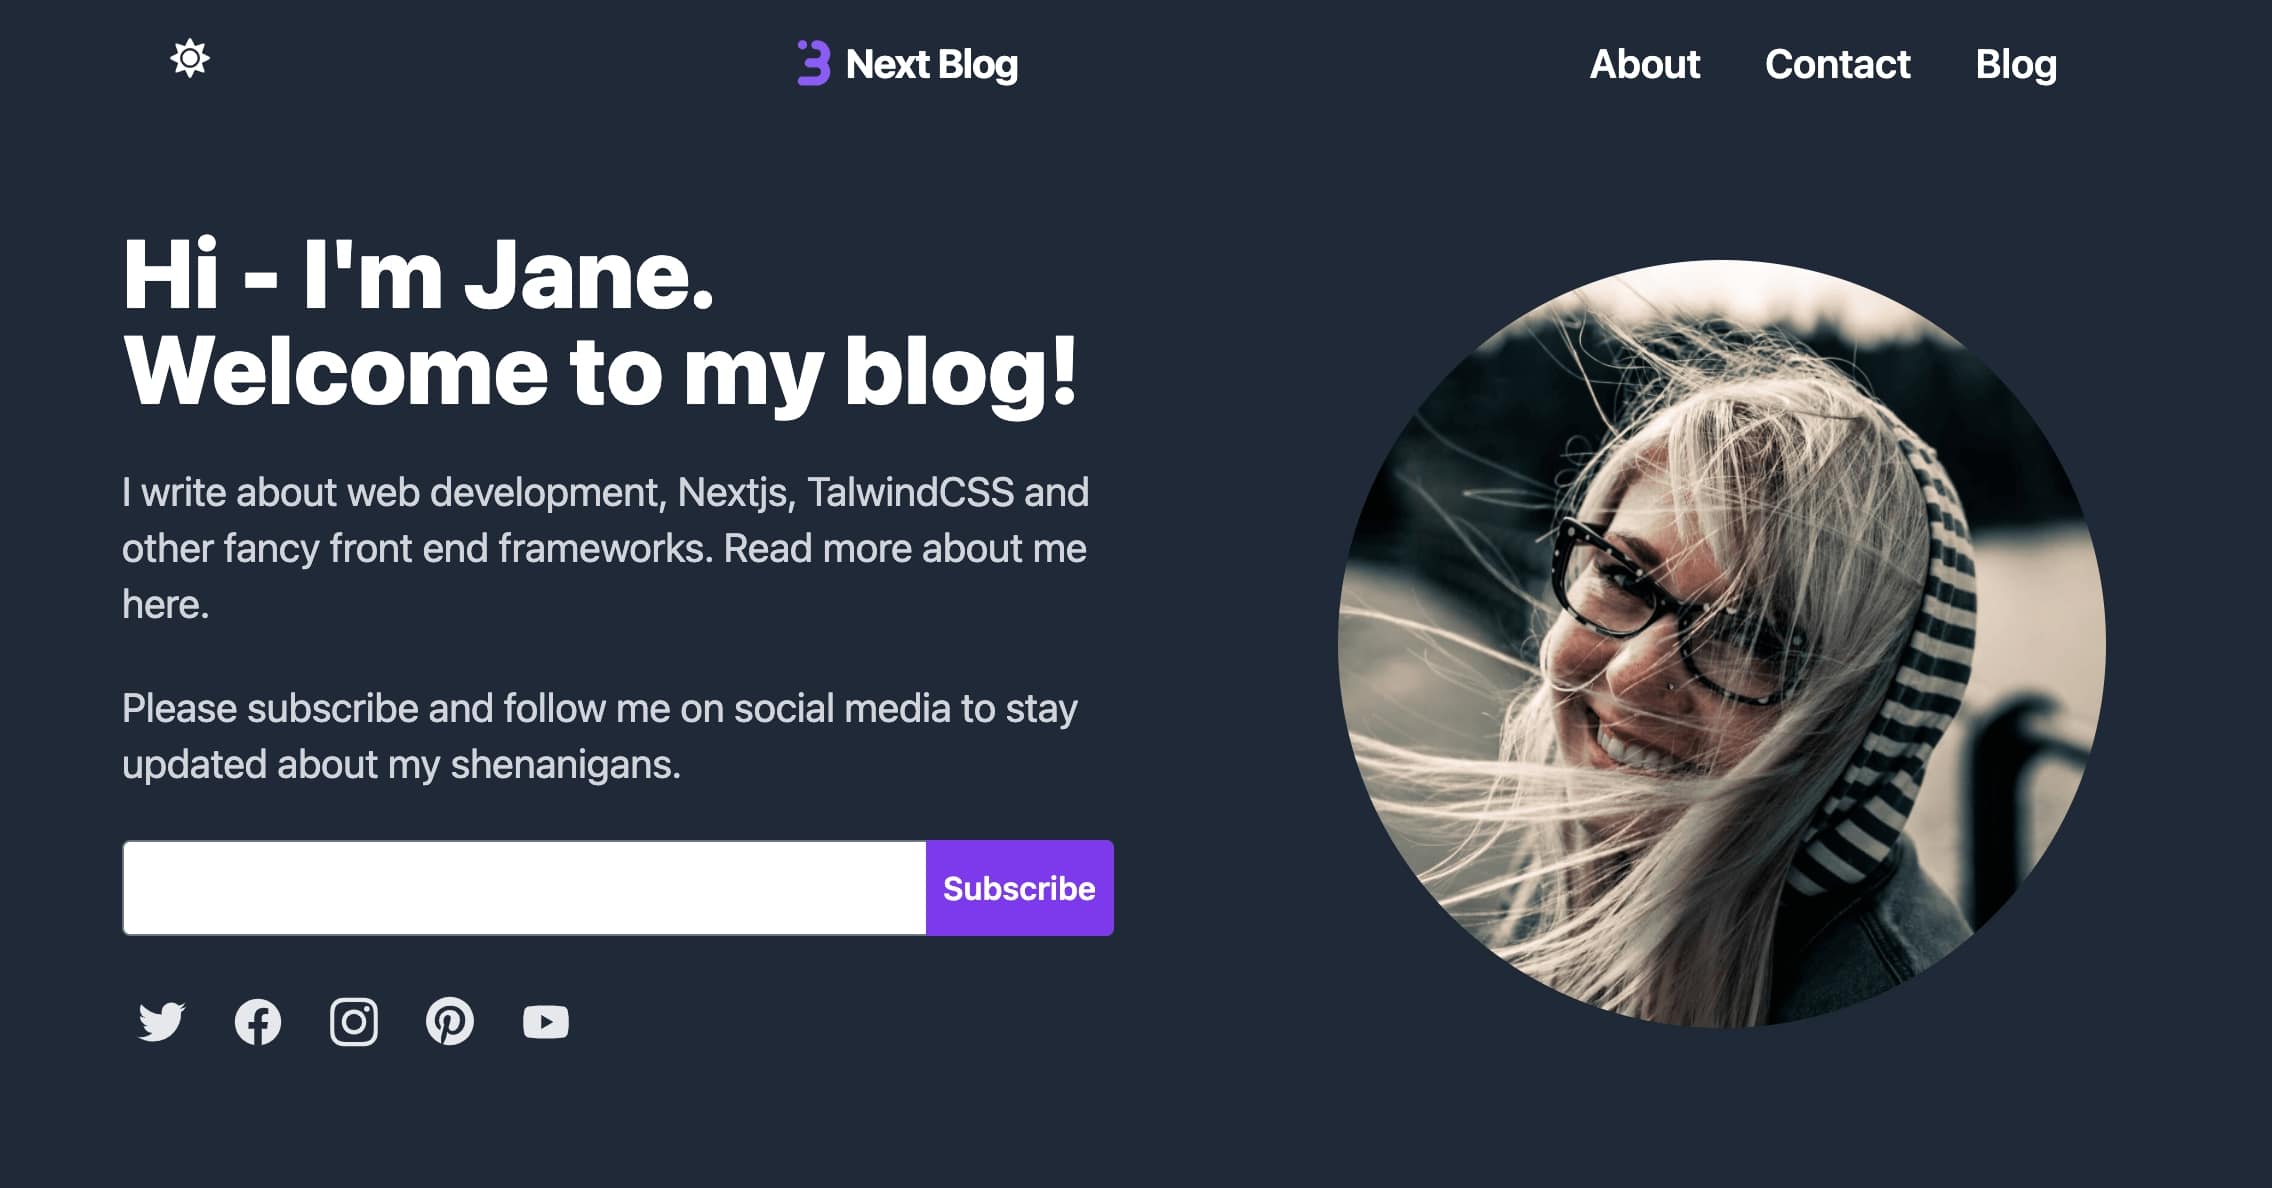 Next Blog
About
Contact
Blog
Hi - I'm Jane.
Welcome to my blog!
I write about web development, Nextjs, TalwindCSS and
other fancy front end frameworks. Read more about me
here.
Please subscribe and follow me on social media to stay
updated about my shenanigans.
Subscribe